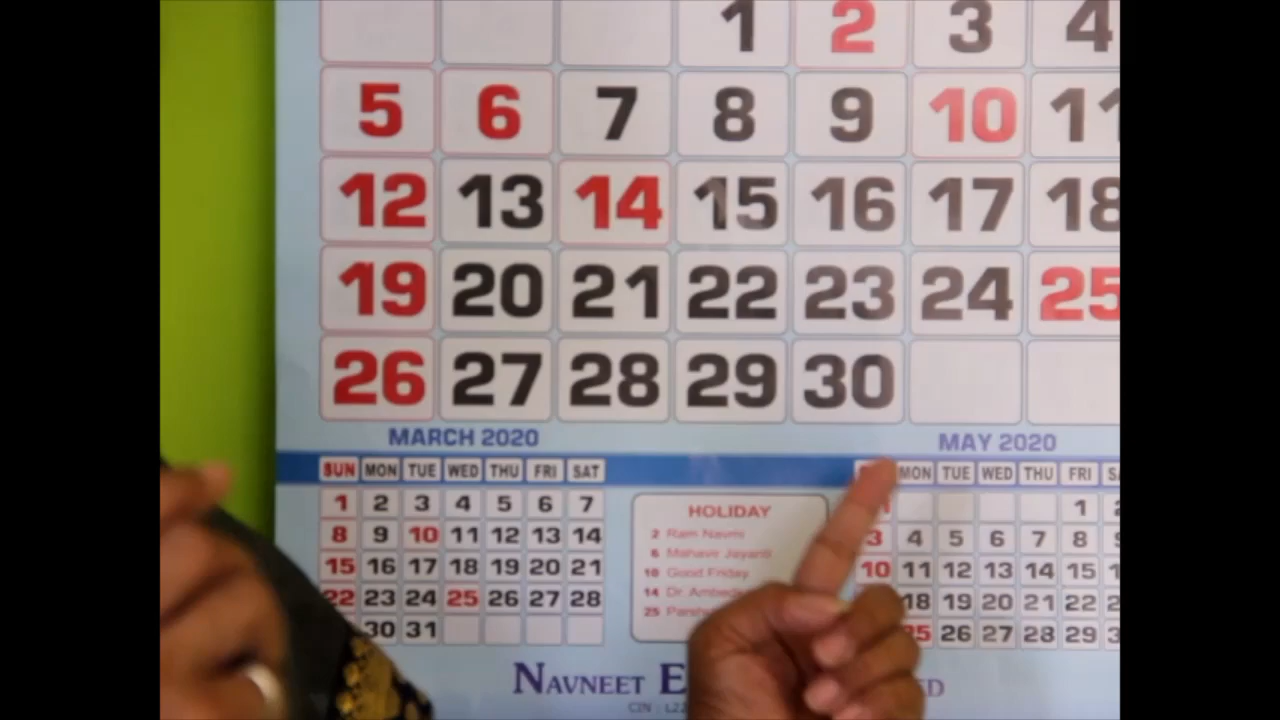 1 2 3 4
5 6 7 8 9 10 11
12 13 14 15 16 17 18
19 20 21 22 23 24 25
26 27 28 29 30
MARCH 2020
SUN MON TUE WED THU FRI SAT
1 2 3 4 5 6 7
8 9 10 11 12 13 14
15 16 17 18 19 20 21
22 23 24 25 26 27 28
30 31
HOLIDAY
2 Ram Navmi
6 Mahavir Jayanti
10 Good Friday
14 Dr.
25
MAY 2020
MON TUE WED THU FRI
1
3 4 5 6 7 8
10 11 12 13 14 15
18 19 20 21 22
25 26 27 28 29
NAVNEET
CIN :